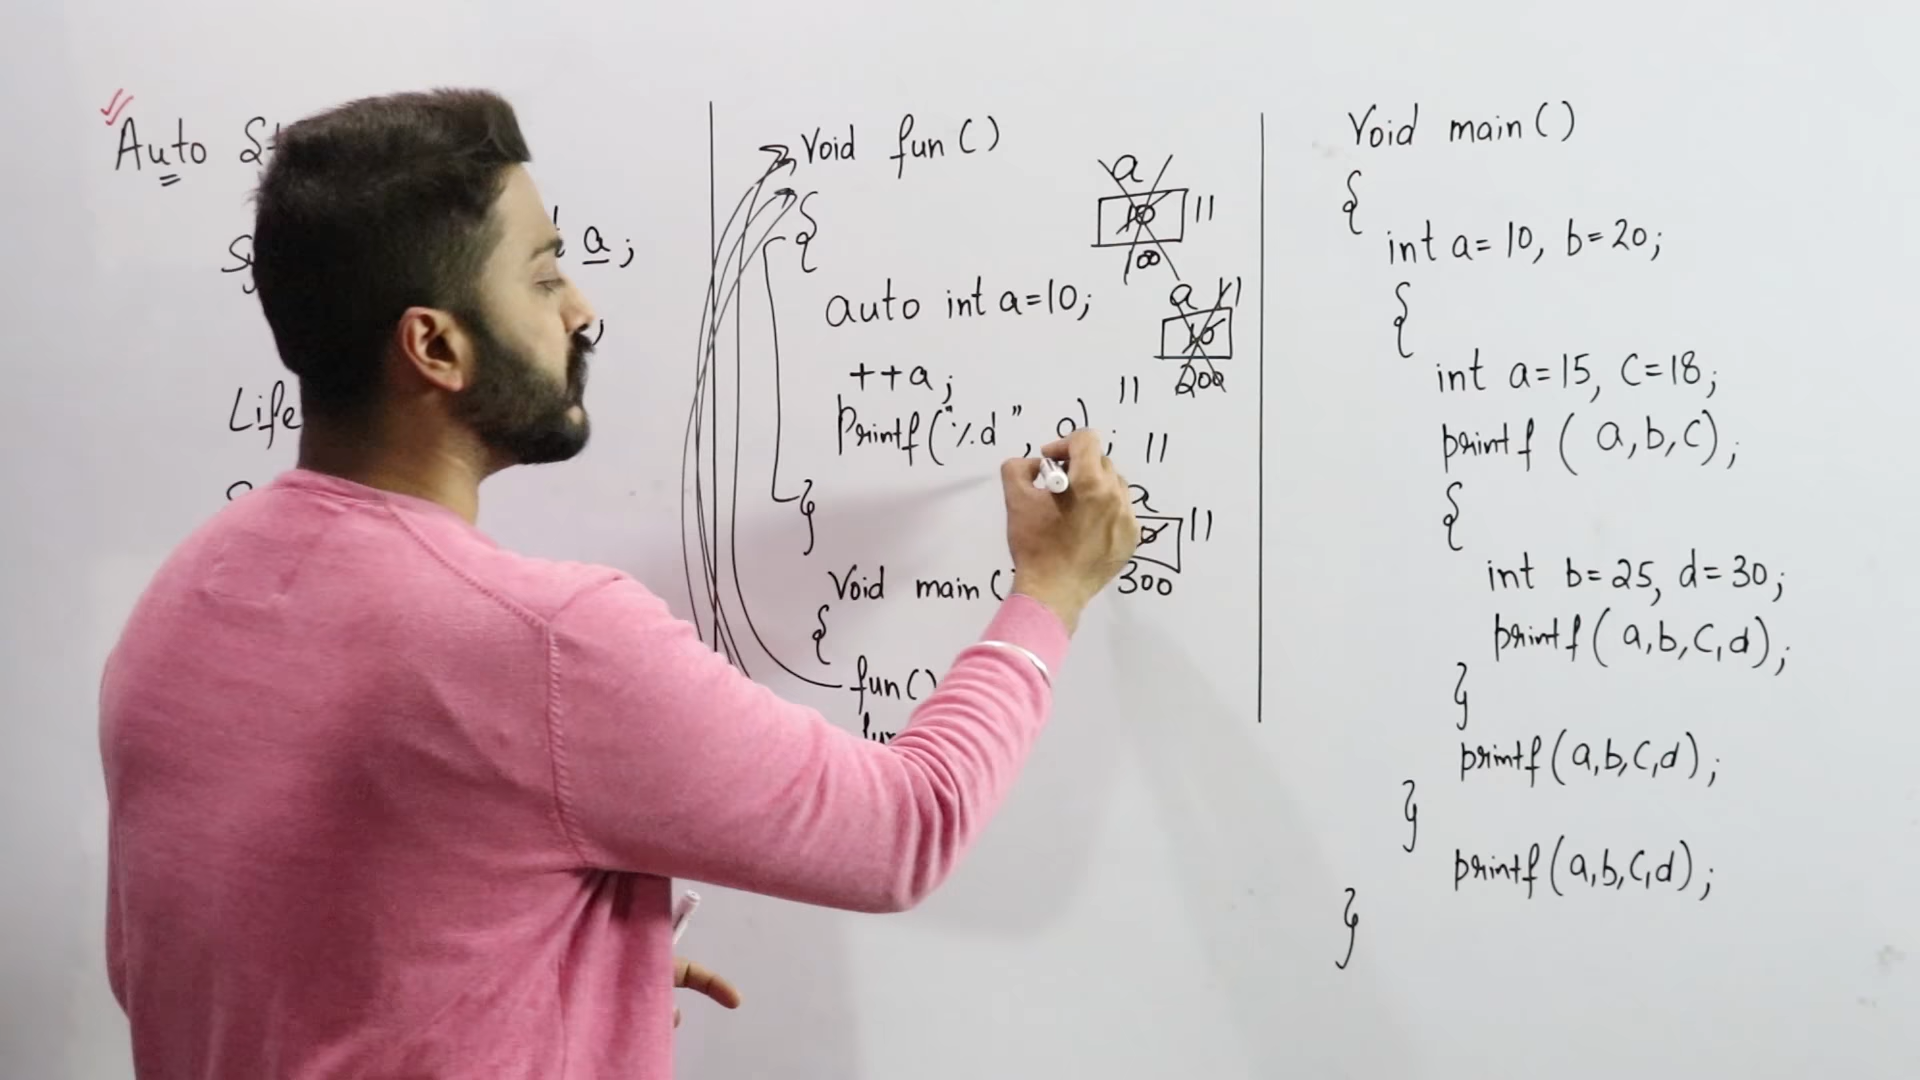 Auto
a;
Life
Void fun()
{
auto int a=10;
++a;
printf("%d", a);
}
Void main()
{
fun()
a
10 11
100
a 11
10
200
11
11
a
11
300
Void main()
{
int a=10, b=20;
{
int a=15, c=18;
printf (a,b,c);
{
int b=25, d=30;
printf(a,b,c,d);
}
printf(a,b,c,d);
}
printf(a,b,c,d);
}